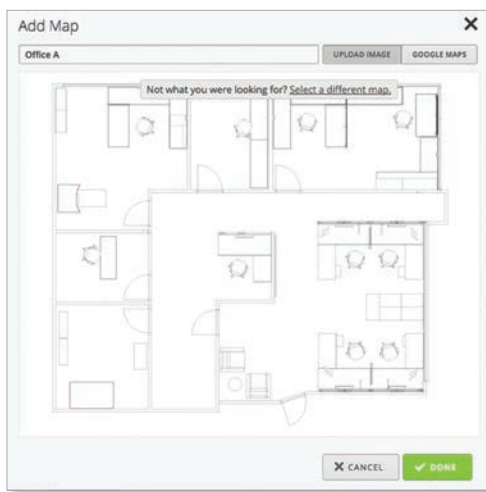 Add Map
Office A
UPLOAD IMAGE GOOGLE MAPS
Not what you were looking for? Select a different map.
CANCEL DONE